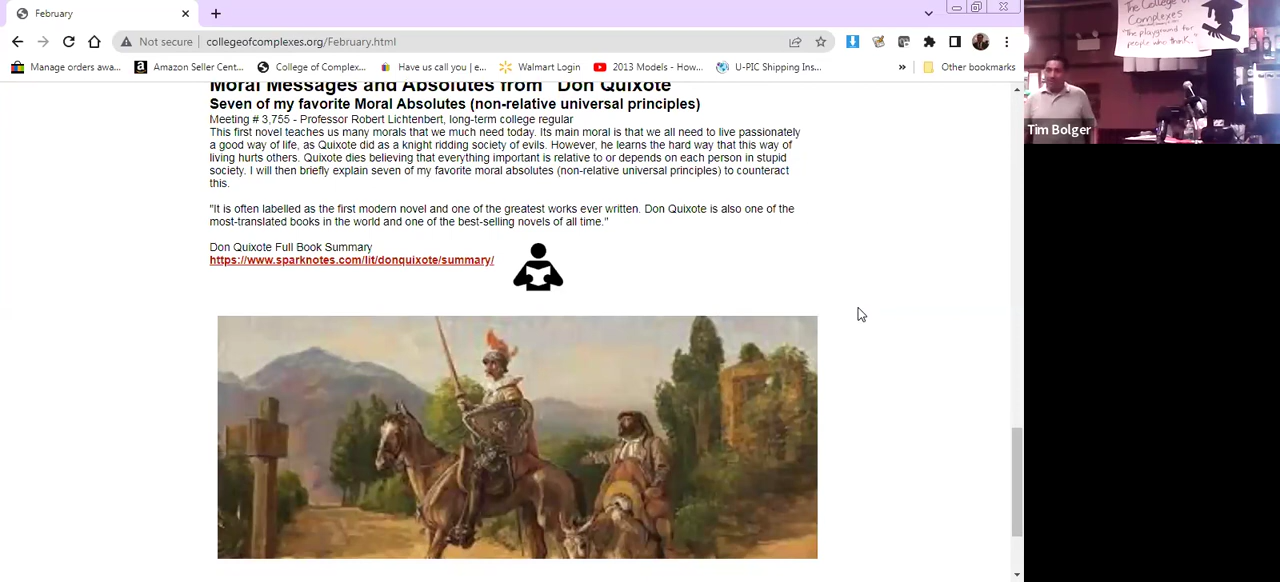 February
Not secure
collegeofcomplexes.org/February.html
Manage orders awa...
Amazon Seller Cent...
College of Complex...
Have us call you | e...
Walmart Login
2013 Models - How...
U-PIC Shipping Ins...
»
Other bookmarks
Moral Messages and Absolutes from "Don Quixote
Seven of my favorite Moral Absolutes (non-relative universal principles)
Meeting # 3,755 - Professor Robert Lichtenbert, long-term college regular
This first novel teaches us many morals that we much need today. Its main moral is that we all need to live passionately
a good way of life, as Quixote did as a knight ridding society of evils. However, he learns the hard way that this way of
living hurts others. Quixote dies believing that everything important is relative to or depends on each person in stupid
society. I will then briefly explain seven of my favorite moral absolutes (non-relative universal principles) to counteract
this.
"It is often labelled as the first modern novel and one of the greatest works ever written. Don Quixote is also one of the
most-translated books in the world and one of the best-selling novels of all time."
Don Quixote Full Book Summary
https://www.sparknotes.com/lit/donquixote/summary/
The College of
Complexes
"The playground for
people who think."
Tim Bolger